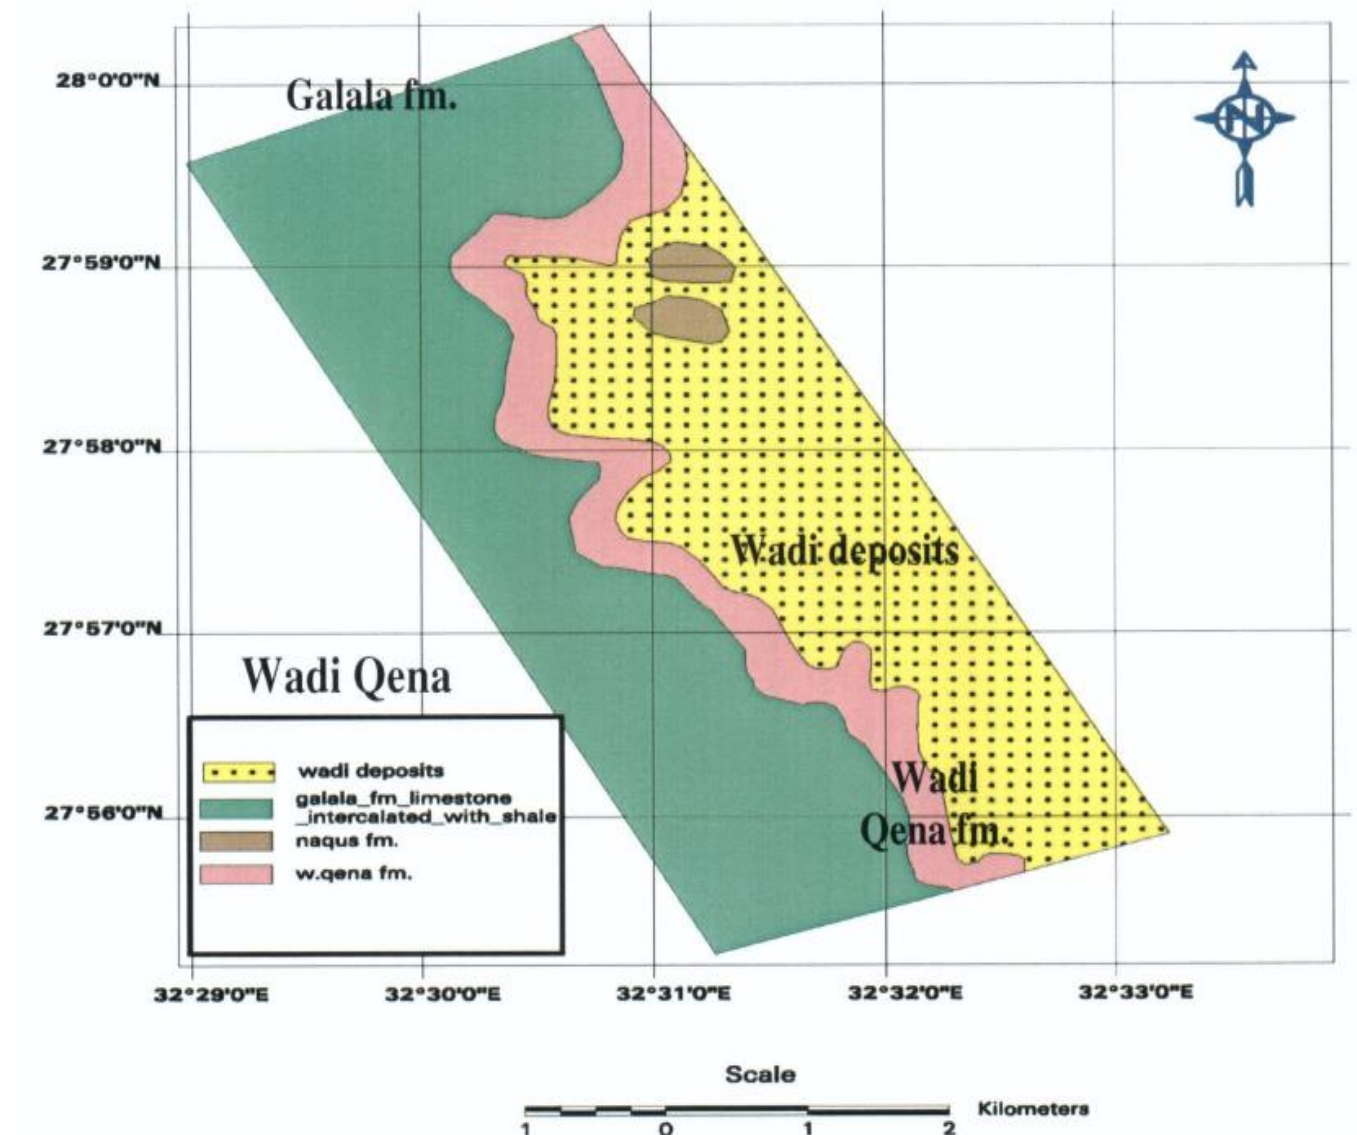 28°0'0"N
Galala fm.
N
27°59'0"N
27°58'0"N
Wadi deposits
27°57'0"N
Wadi Qena
wadi deposits
galala_fm_limestone
_intercalated_with_shale
naqus fm.
w.qena fm.
Wadi
Qena fm.
27°56'0"N
32°29'0"E 32°30'0"E 32°31'0"E 32°32'0"E 32°33'0"E
Scale
Kilometers
1 0 1 2